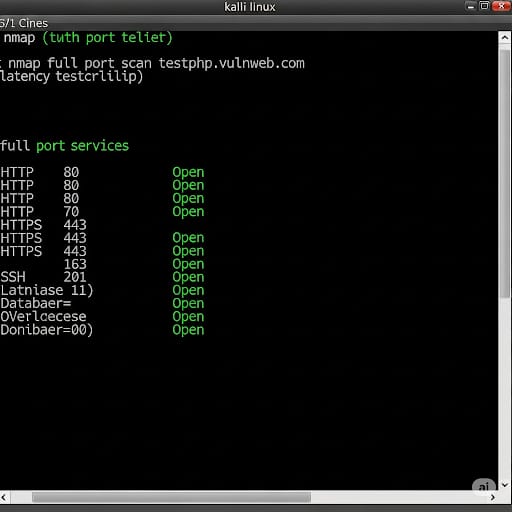 kalli linux
6/1 Cines
nmap (tuth port teliet)
nmap full port scan testphp.vulnweb.com
latency testcrlilip)
full port services
HTTP 80 Open
HTTP 80 Open
HTTP 80 Open
HTTP 70 Open
HTTPS 443
HTTPS 443 Open
HTTPS 443 Open
163 Open
SSH 201 Open
Latniase 11) Open
Databaer= Open
OVerlcecese Open
Donibaer=00) Open
ai